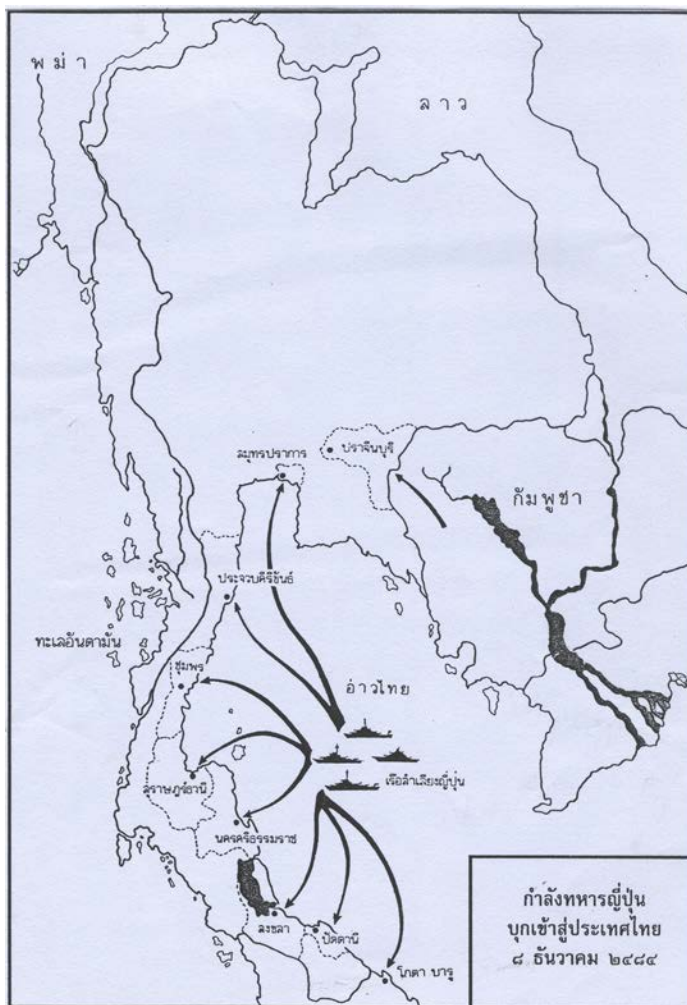 พม่า
ลาว
สมุทรปราการ
ปราจีนบุรี
กัมพูชา
ประจวบคีรีขันธ์
ทะเลอันดามัน
ชุมพร
อ่าวไทย
เรือลำเลียงญี่ปุ่น
สุราษฎร์ธานี
นครศรีธรรมราช
สงขลา
ปัตตานี
โกตา บารู
กำลังทหารญี่ปุ่น
บุกเข้าสู่ประเทศไทย
๘ ธันวาคม ๒๔๘๔